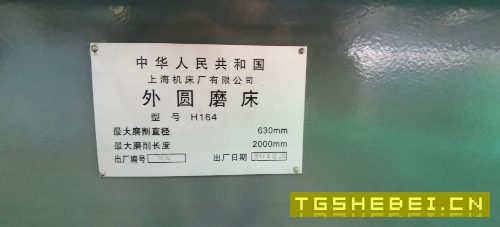 中华人民共和国
上海机床厂有限公司
外圆磨床
型号 H164
最大磨削直径 630mm
最大磨削长度 2000mm
出厂编号 出厂日期
TGSHEBEI.CN